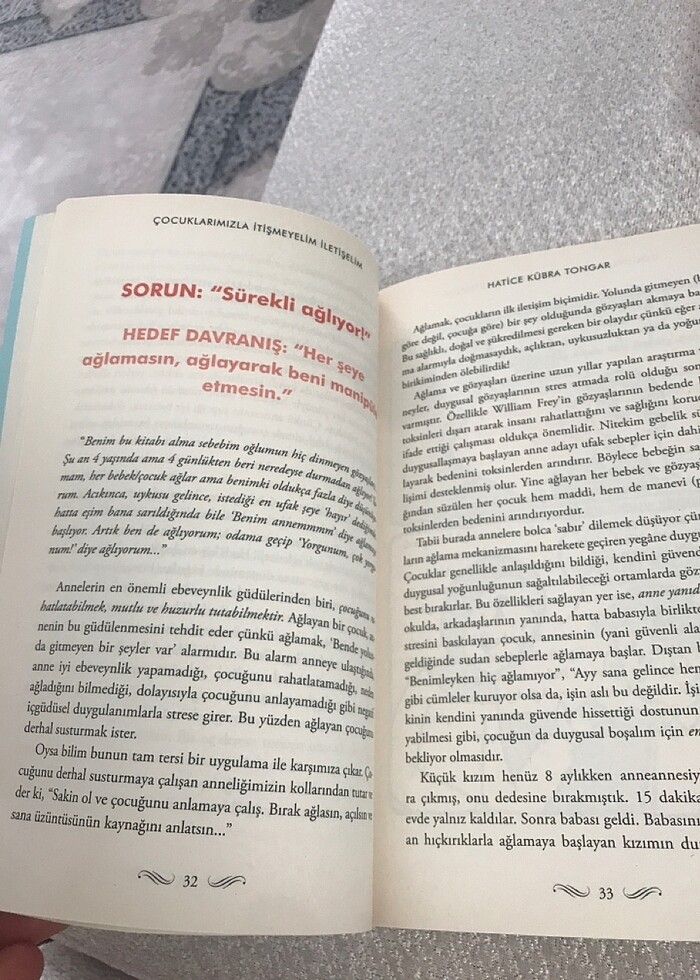 ÇOCUKLARIMIZLA İTİŞMEYELİM İLETİŞELİM
SORUN: "Sürekli ağlıyor!"
HEDEF DAVRANIŞ: "Her şeye
ağlamasın, ağlayarak beni
etmesin."
"Benim bu kitabı alma sebebim oğlumun hiç dinmeyen
Şu an 4 yaşında ama 4 günlükten beri neredeyse durmadan ağlıyor.
mam, her bebek/çocuk ağlar ama benimki oldukça fazla diye
rum. Acıkınca, uykusu gelince, istediği en ufak şeye 'hayır' dediğimde
hatta eşim bana sarıldığında bile 'Benim annemmmm' diye
başlıyor. Artık ben de ağlıyorum; odama geçip 'Yorgunum, çok
num!' diye ağlıyorum..."
Annelerin en önemli ebeveynlik güdülerinden biri, çocuğunu
hatlatabilmek, mutlu ve huzurlu tutabilmektir. Ağlayan bir çocuk,
nenin bu güdülenmesini tehdit eder çünkü ağlamak, 'Bende
da gitmeyen bir şeyler var' alarmıdır. Bu alarm anneye ulaştığında
anne iyi ebeveynlik yapamadığı, çocuğunu rahatlatamadığı, neden
ağladığını bilmediği, dolayısıyla çocuğunu anlayamadığı gibi
içgüdüsel duygulanımlarla strese girer. Bu yüzden ağlayan çocuğunu
derhal susturmak ister.
Oysa bilim bunun tam tersi bir uygulama ile karşımıza çıkar.
cuğunu derhal susturmaya çalışan anneliğimizin kollarından tutar
der ki, "Sakin ol ve çocuğu anlamaya çalış. Bırak ağlasın, açılsın
sana üzüntüsünün kaynağını anlatsın..."
32
HATİCE KÜBRA TONGAR
Ağlamak, çocukların ilk iletişim biçimidir. Yolunda gitmeyen
göre değil, çocuğa göre) bir şey olduğunda gözyaşları akmaya
Bu sağlıklı, doğal ve şükredilmesi gereken bir olaydır çünkü eğer
ma alarmıyla doğmasaydık, açlıktan, uykusuzluktan ya da
birikiminden ölebilirdik!
Ağlama ve gözyaşları üzerine uzun yıllar yapılan araştırma
neyler, duygusal gözyaşlarının stres atmada rolü olduğu
varmıştır. Özellikle William Frey'in gözyaşlarının bedende
toksinleri dışarı atarak insanı rahatlattığını ve sağlığını
ifade ettiği çalışması oldukça önemlidir. Nitekim gebelik
duygusallaşmaya başlayan anne adayı ufak sebepler için
layarak bedenini toksinlerden arındırır. Böylece bebeğin
lişimi desteklenmiş olur. Yine ağlayan her bebek ve
ğından süzülen her çocuk hem maddi, hem de manevi
toksinlerden bedenini arındırıyordur.
Tabii burada annelere bolca 'sabır' dilemek düşüyor
ların ağlama mekanizmasını harekete geçiren yegâne
Çocuklar genellikle anlaşıldığını bildiği, kendini
duygusal yoğunluğunun sağaltılabileceği ortamlarda
best bırakırlar. Bu özellikleri sağlayan yer ise, anne
okulda, arkadaşlarının yanında, hatta babasıyla
stresini baskılayan çocuk, annesinin (yani güvenli
geldiğinde sudan sebeplerle ağlamaya başlar. Dıştan
"Benimleyken hiç ağlamıyor", "Ayy sana gelince
gibi cümleler kuruyor olsa da, işin aslı bu değildir.
kinin kendini yanında güvende hissettiği dostunun
yabilmesi gibi, çocuğun da duygusal boşalım için
bekliyor olmasıdır.
Küçük kızım henüz 8 aylıkken
ra çıkmış, onu dedesine bırakmıştık. 15
evde yalnız kaldılar. Sonra babası geldi.
an hıçkırıklarla ağlamaya başlayan kızımın
33